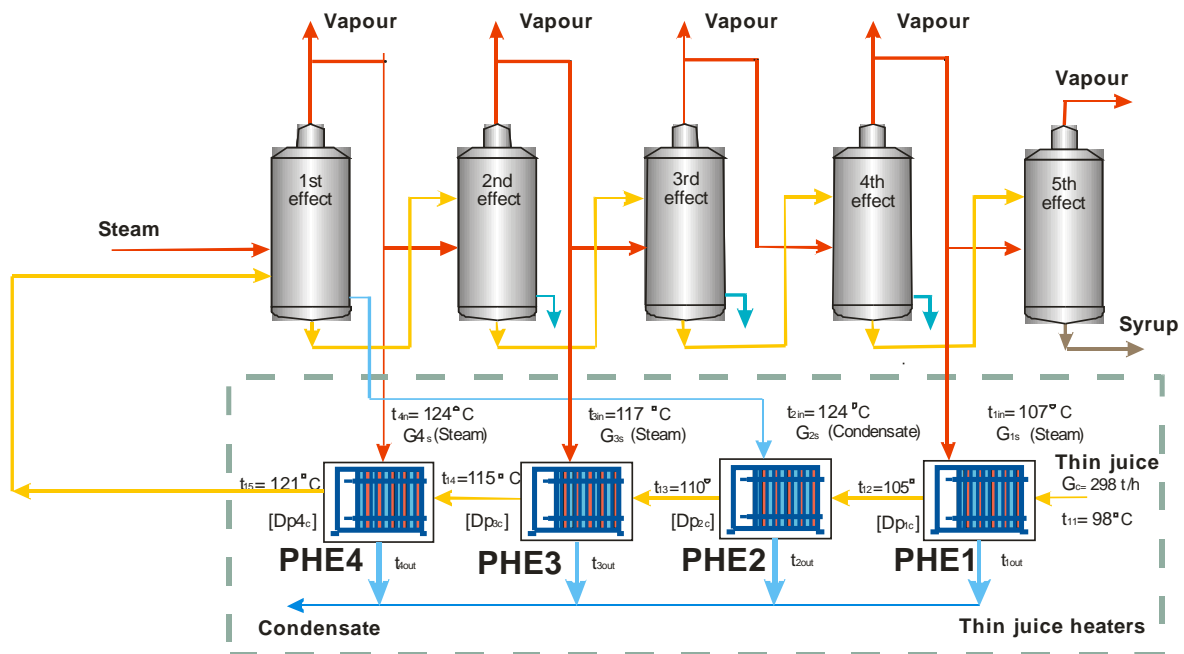 Vapour
Vapour
Vapour
Vapour
Vapour
1st
effect
2nd
effect
3rd
effect
4th
effect
5th
effect
Steam
Syrup
t4in= 124°C
G4s (Steam)
t3in=117 °C
G3s (Steam)
t2in= 124°C
G2s (Condensate)
t1in= 107°C
G1s (Steam)
Thin juice
Gc= 298 t/h
t11= 98°C
t15= 121°C
t14= 115° C
t13=110°
t12=105°
[Dp4c]
[Dp3c]
[Dp2c]
[Dp1c]
PHE4
PHE3
PHE2
PHE1
t4out
t3out
t2out
t1out
Condensate
Thin juice heaters